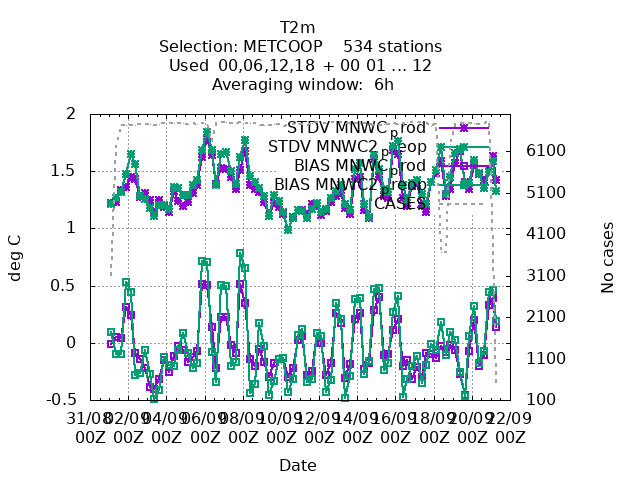 T2m
Selection: METCOOP    534 stations
Used  00,06,12,18 + 00 01 ... 12
Averaging window:  6h
STDV MNWC_prod
STDV MNWC2_preop
BIAS MNWC_prod
BIAS MNWC2_preop
CASES
2
1.5
1
0.5
0
-0.5
deg C
6100
5100
4100
3100
2100
1100
100
No cases
31/08 02/09 04/09 06/09 08/09 10/09 12/09 14/09 16/09 18/09 20/09 22/09
00Z 00Z 00Z 00Z 00Z 00Z 00Z 00Z 00Z 00Z 00Z 00Z
Date